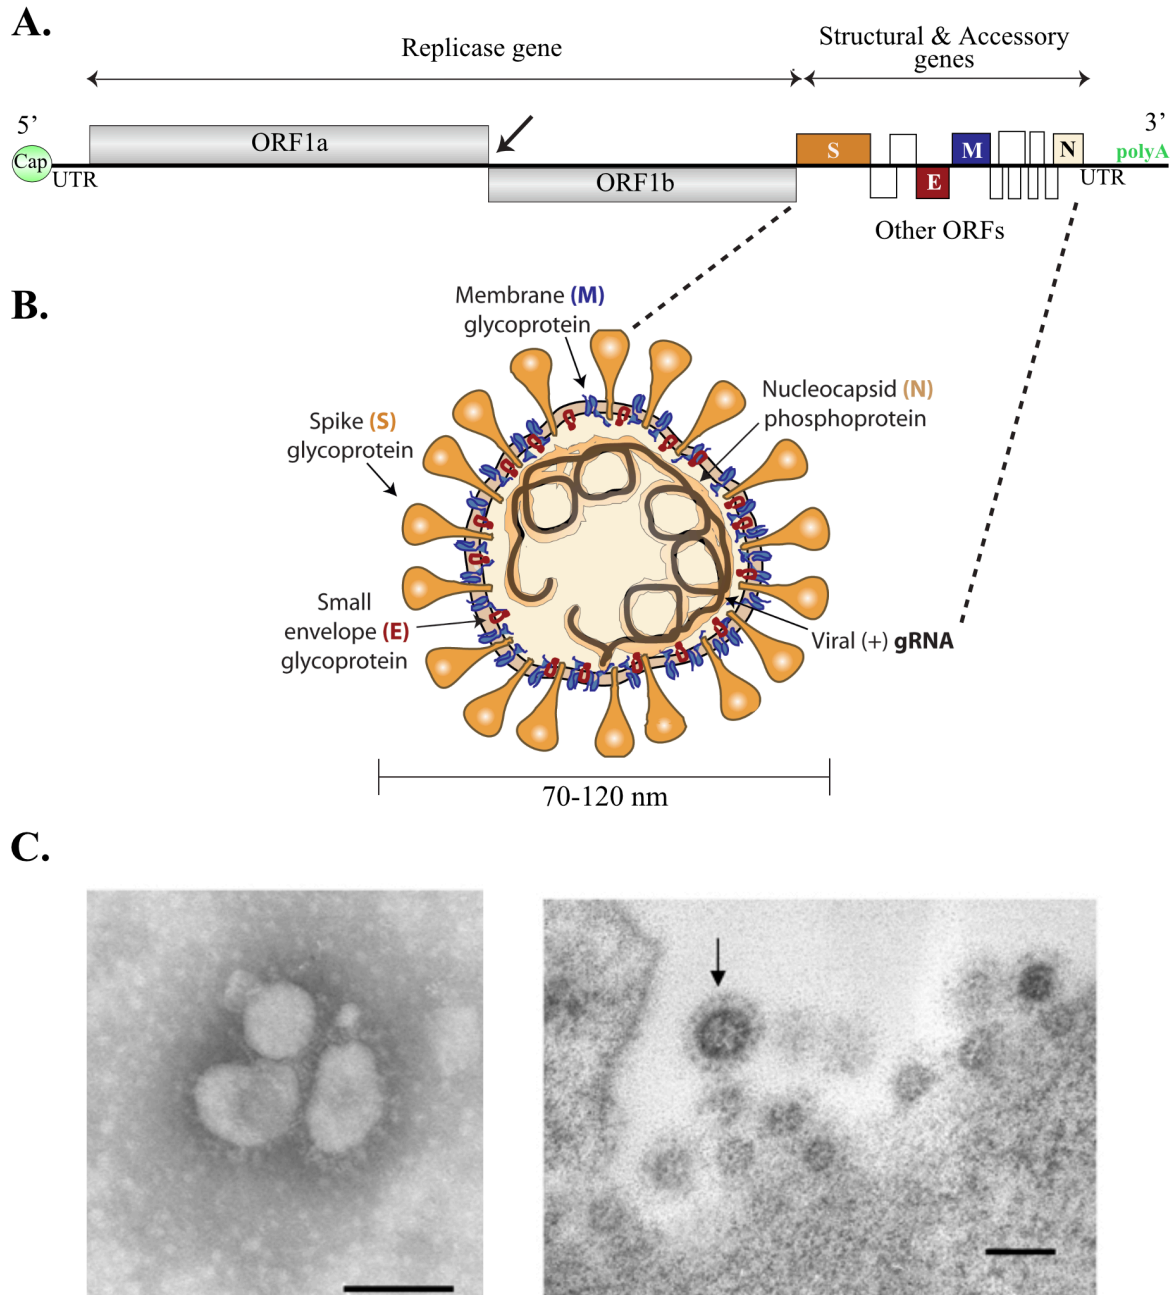 A.
Replicase gene
Structural & Accessory
genes
5’
3’
Cap
ORF1a
S
M
N
polyA
UTR
ORF1b
E
UTR
Other ORFs
B.
Membrane (M)
glycoprotein
Nucleocapsid (N)
phosphoprotein
Spike (S)
glycoprotein
Small
envelope (E)
glycoprotein
Viral (+) gRNA
70-120 nm
C.